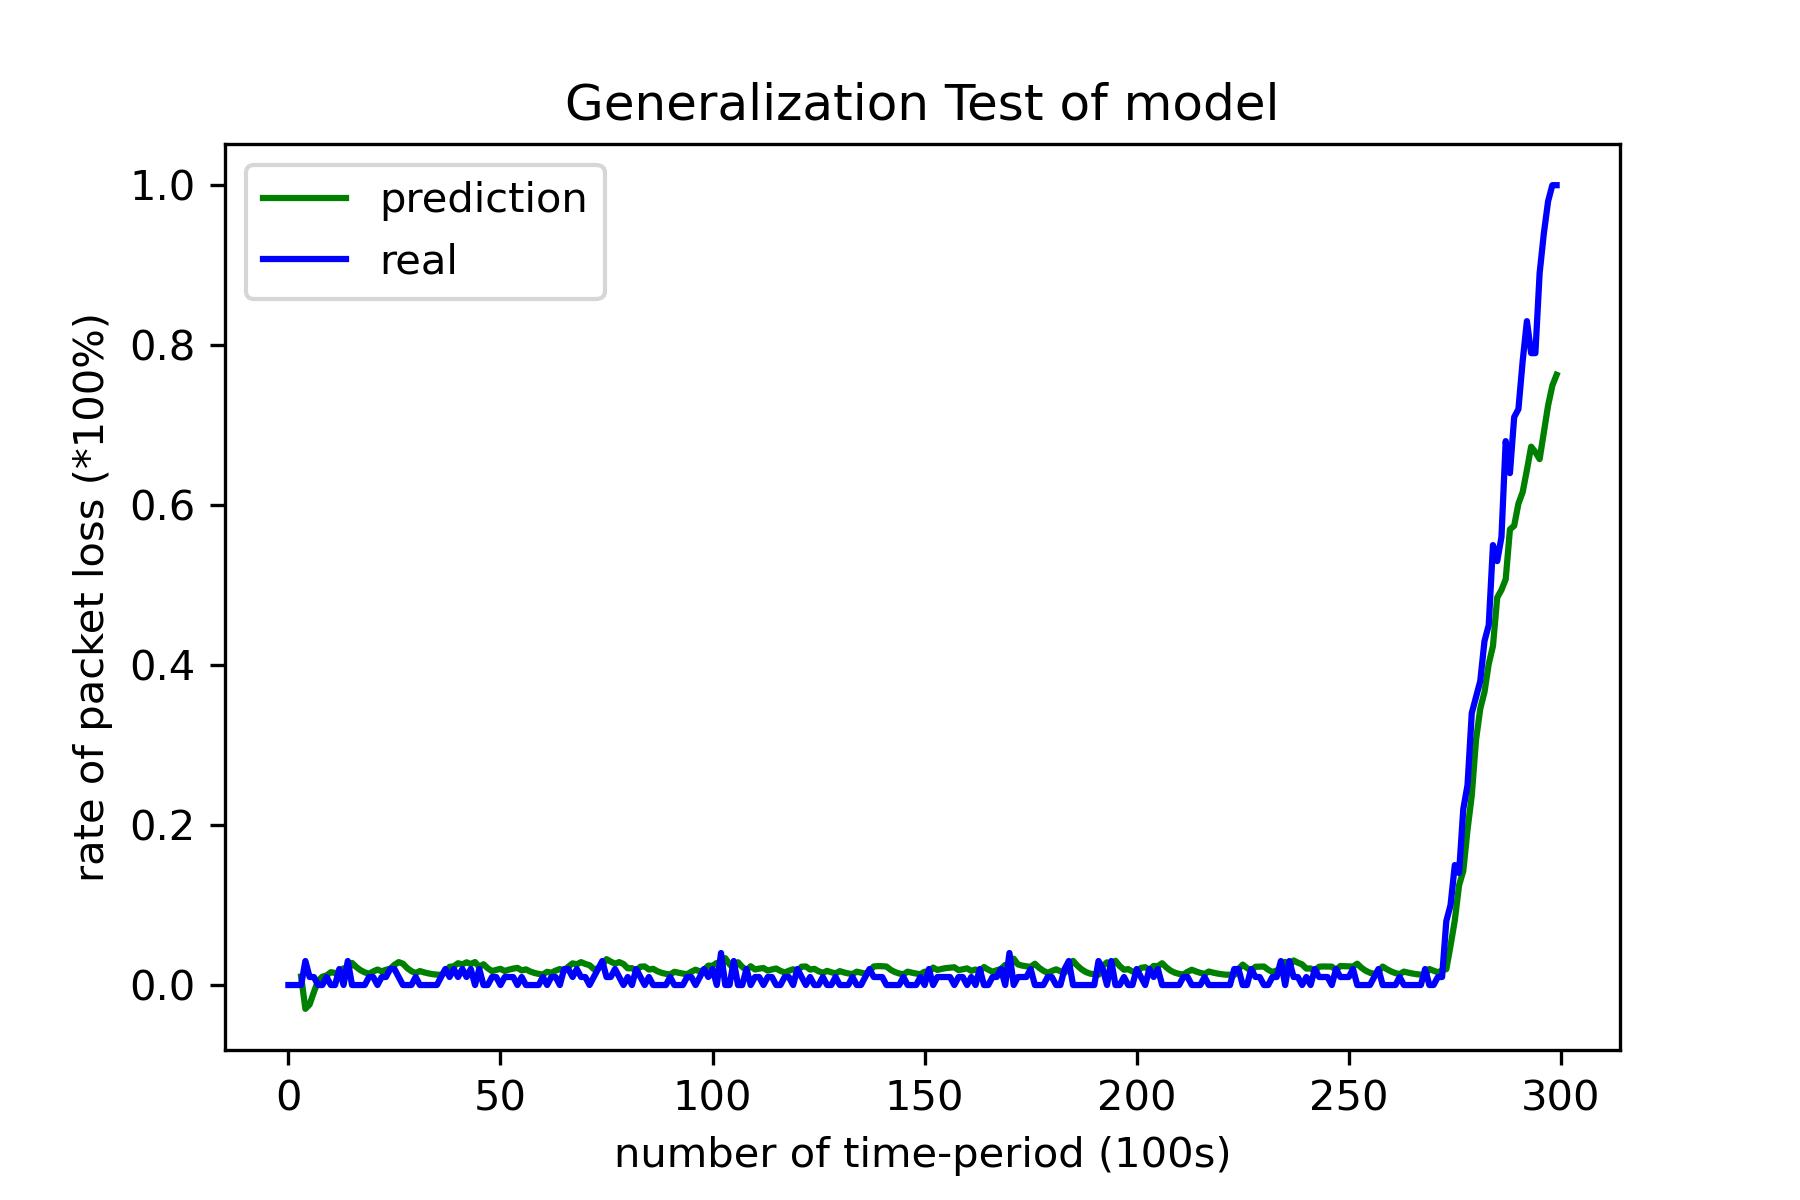 Generalization Test of model
prediction
real
rate of packet loss (*100%)
1.0
0.8
0.6
0.4
0.2
0.0
0 50 100 150 200 250 300
number of time-period (100s)